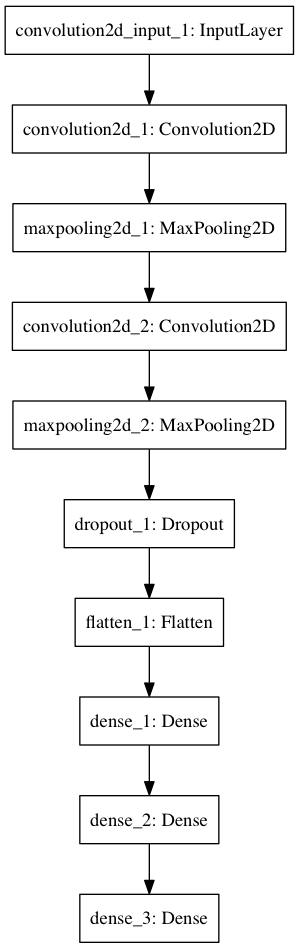 convolution2d_input_1: InputLayer
convolution2d_1: Convolution2D
maxpooling2d_1: MaxPooling2D
convolution2d_2: Convolution2D
maxpooling2d_2: MaxPooling2D
dropout_1: Dropout
flatten_1: Flatten
dense_1: Dense
dense_2: Dense
dense_3: Dense